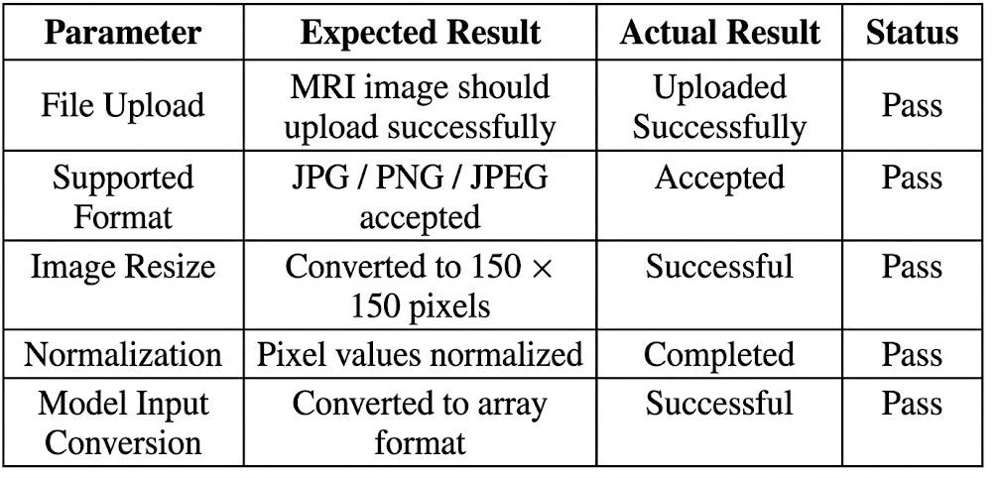 Parameter Expected Result Actual Result Status
File Upload MRI image should upload successfully Uploaded Successfully Pass
Supported Format JPG / PNG / JPEG accepted Accepted Pass
Image Resize Converted to 150 × 150 pixels Successful Pass
Normalization Pixel values normalized Completed Pass
Model Input Conversion Converted to array format Successful Pass